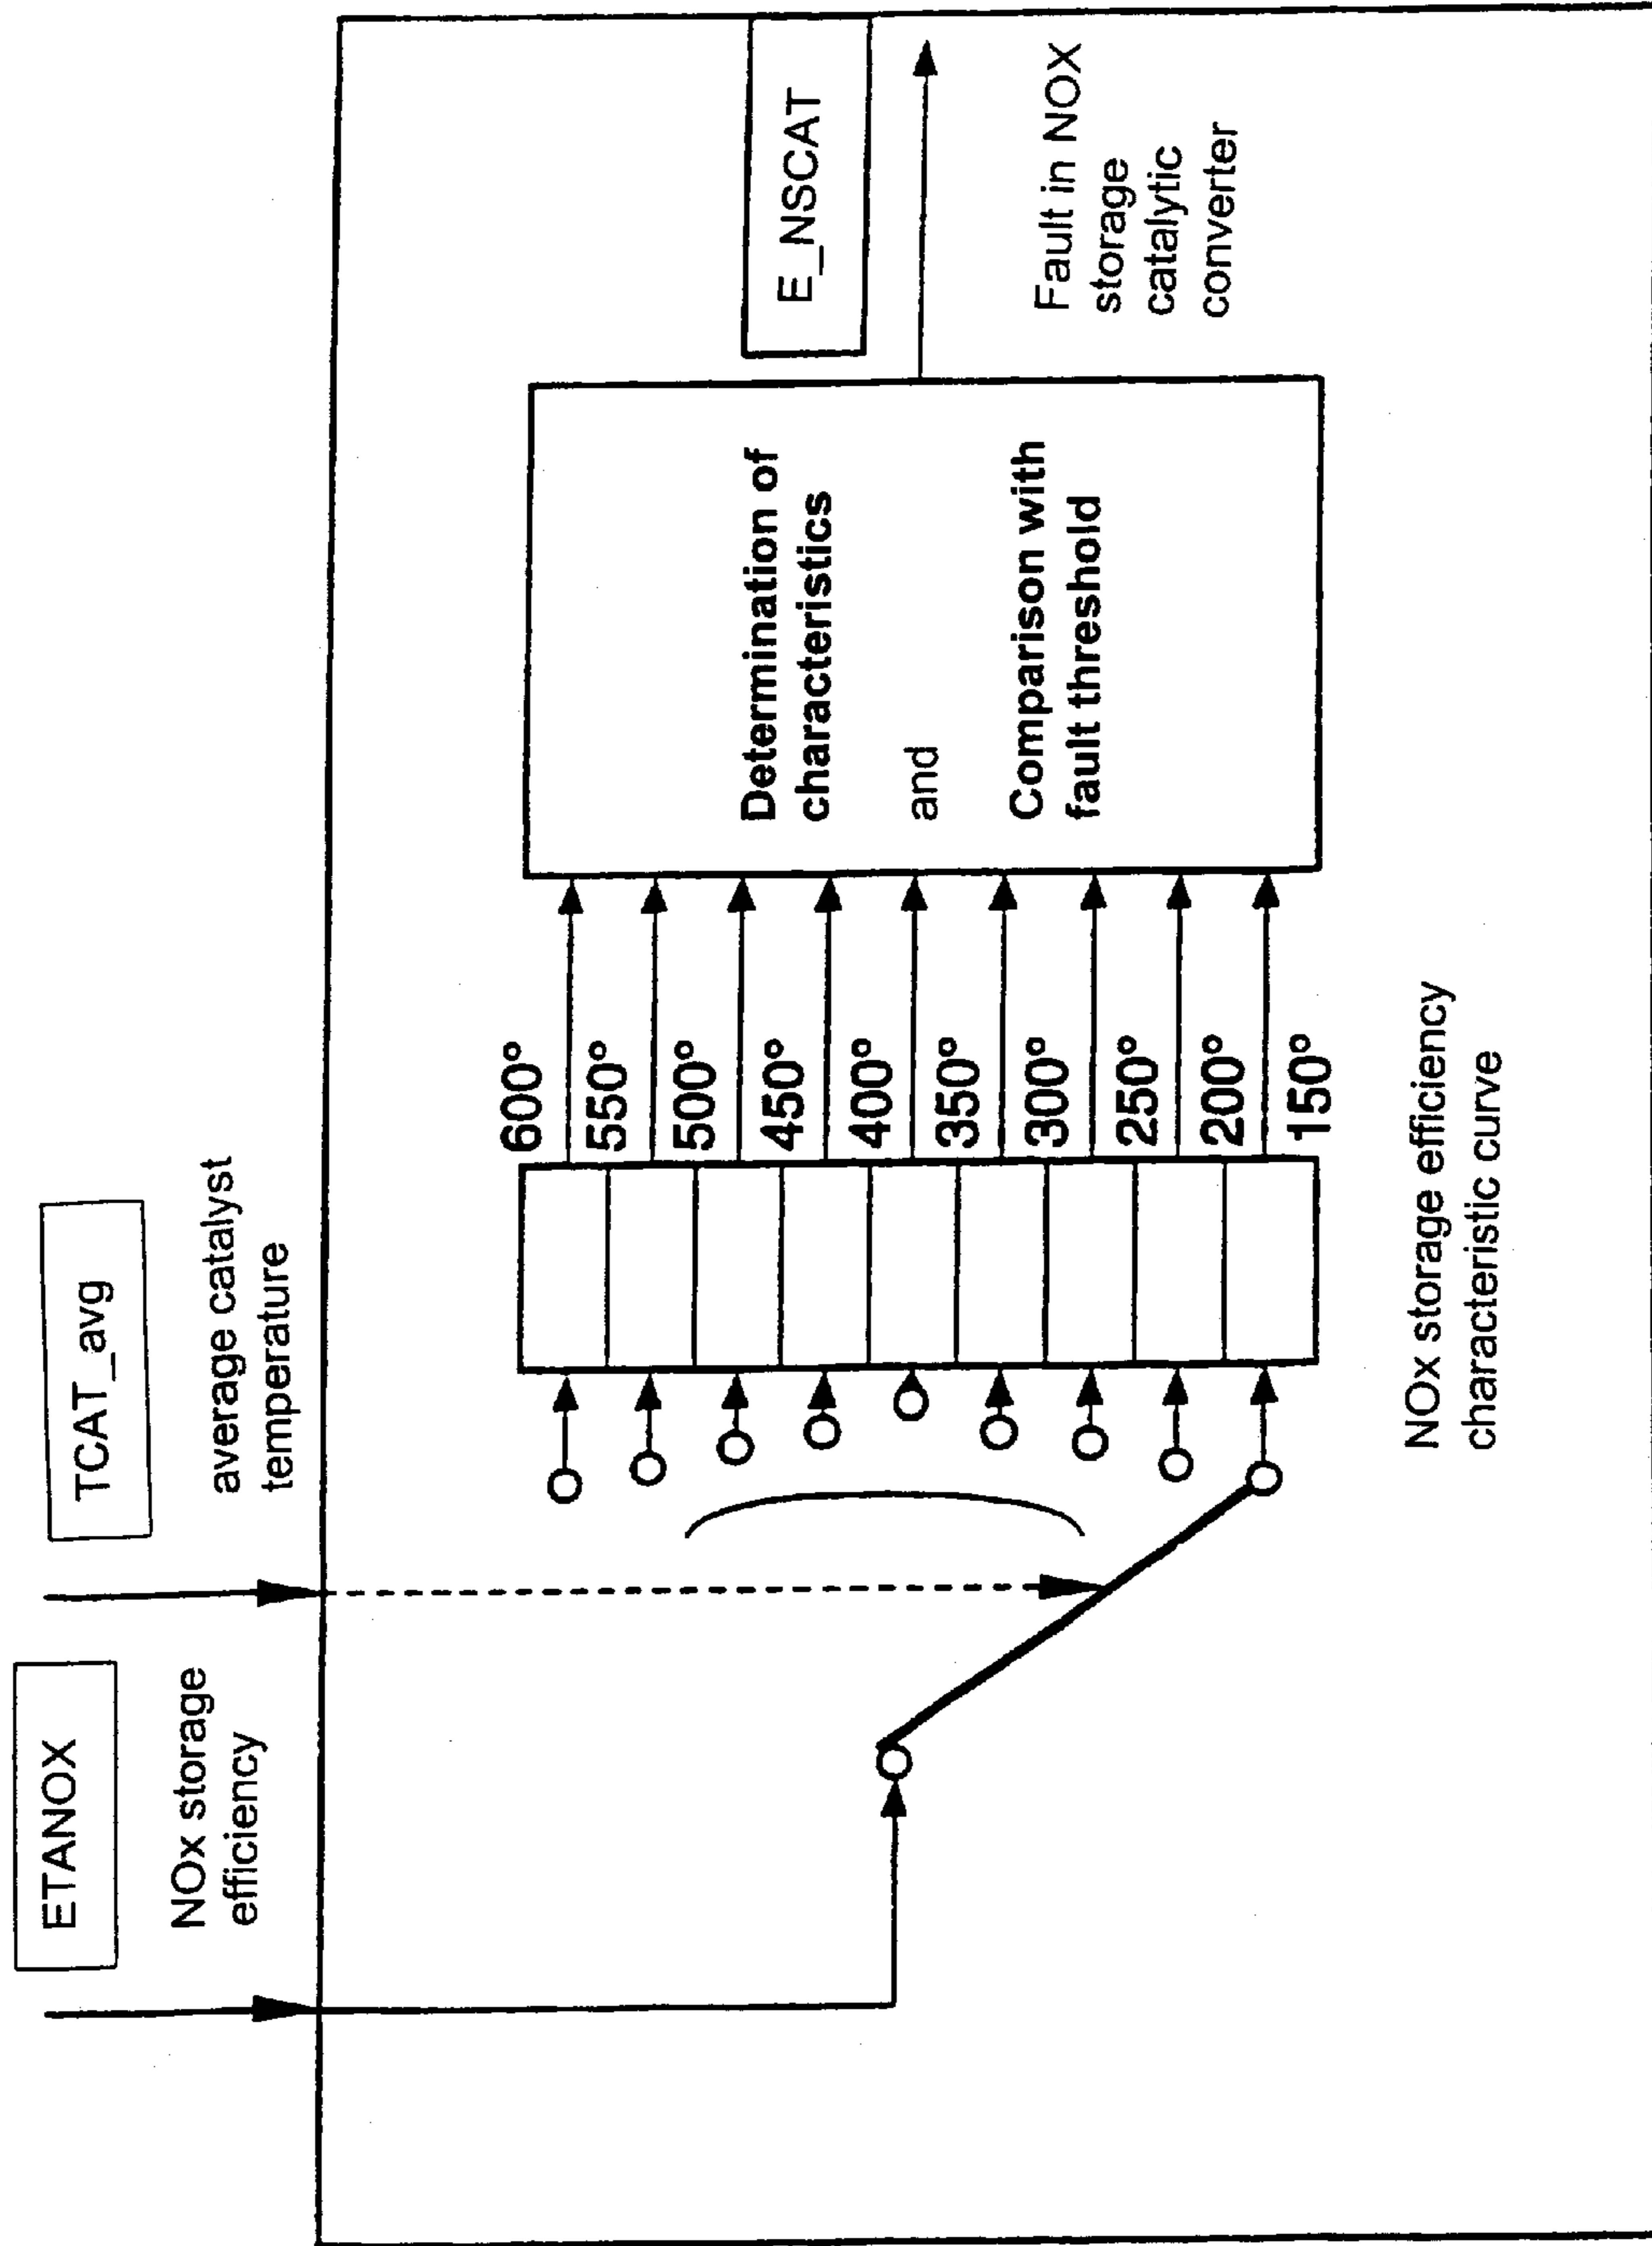 ETANOX
NOx storage
efficiency
TCAT_avg
average catalyst
temperature
600°
550°
500°
450°
400°
350°
300°
250°
200°
150°
NOx storage efficiency
characteristic curve
Determination of
characteristics
and
Comparison with
fault threshold
E_NSCAT
Fault in NOX
storage
catalytic
converter